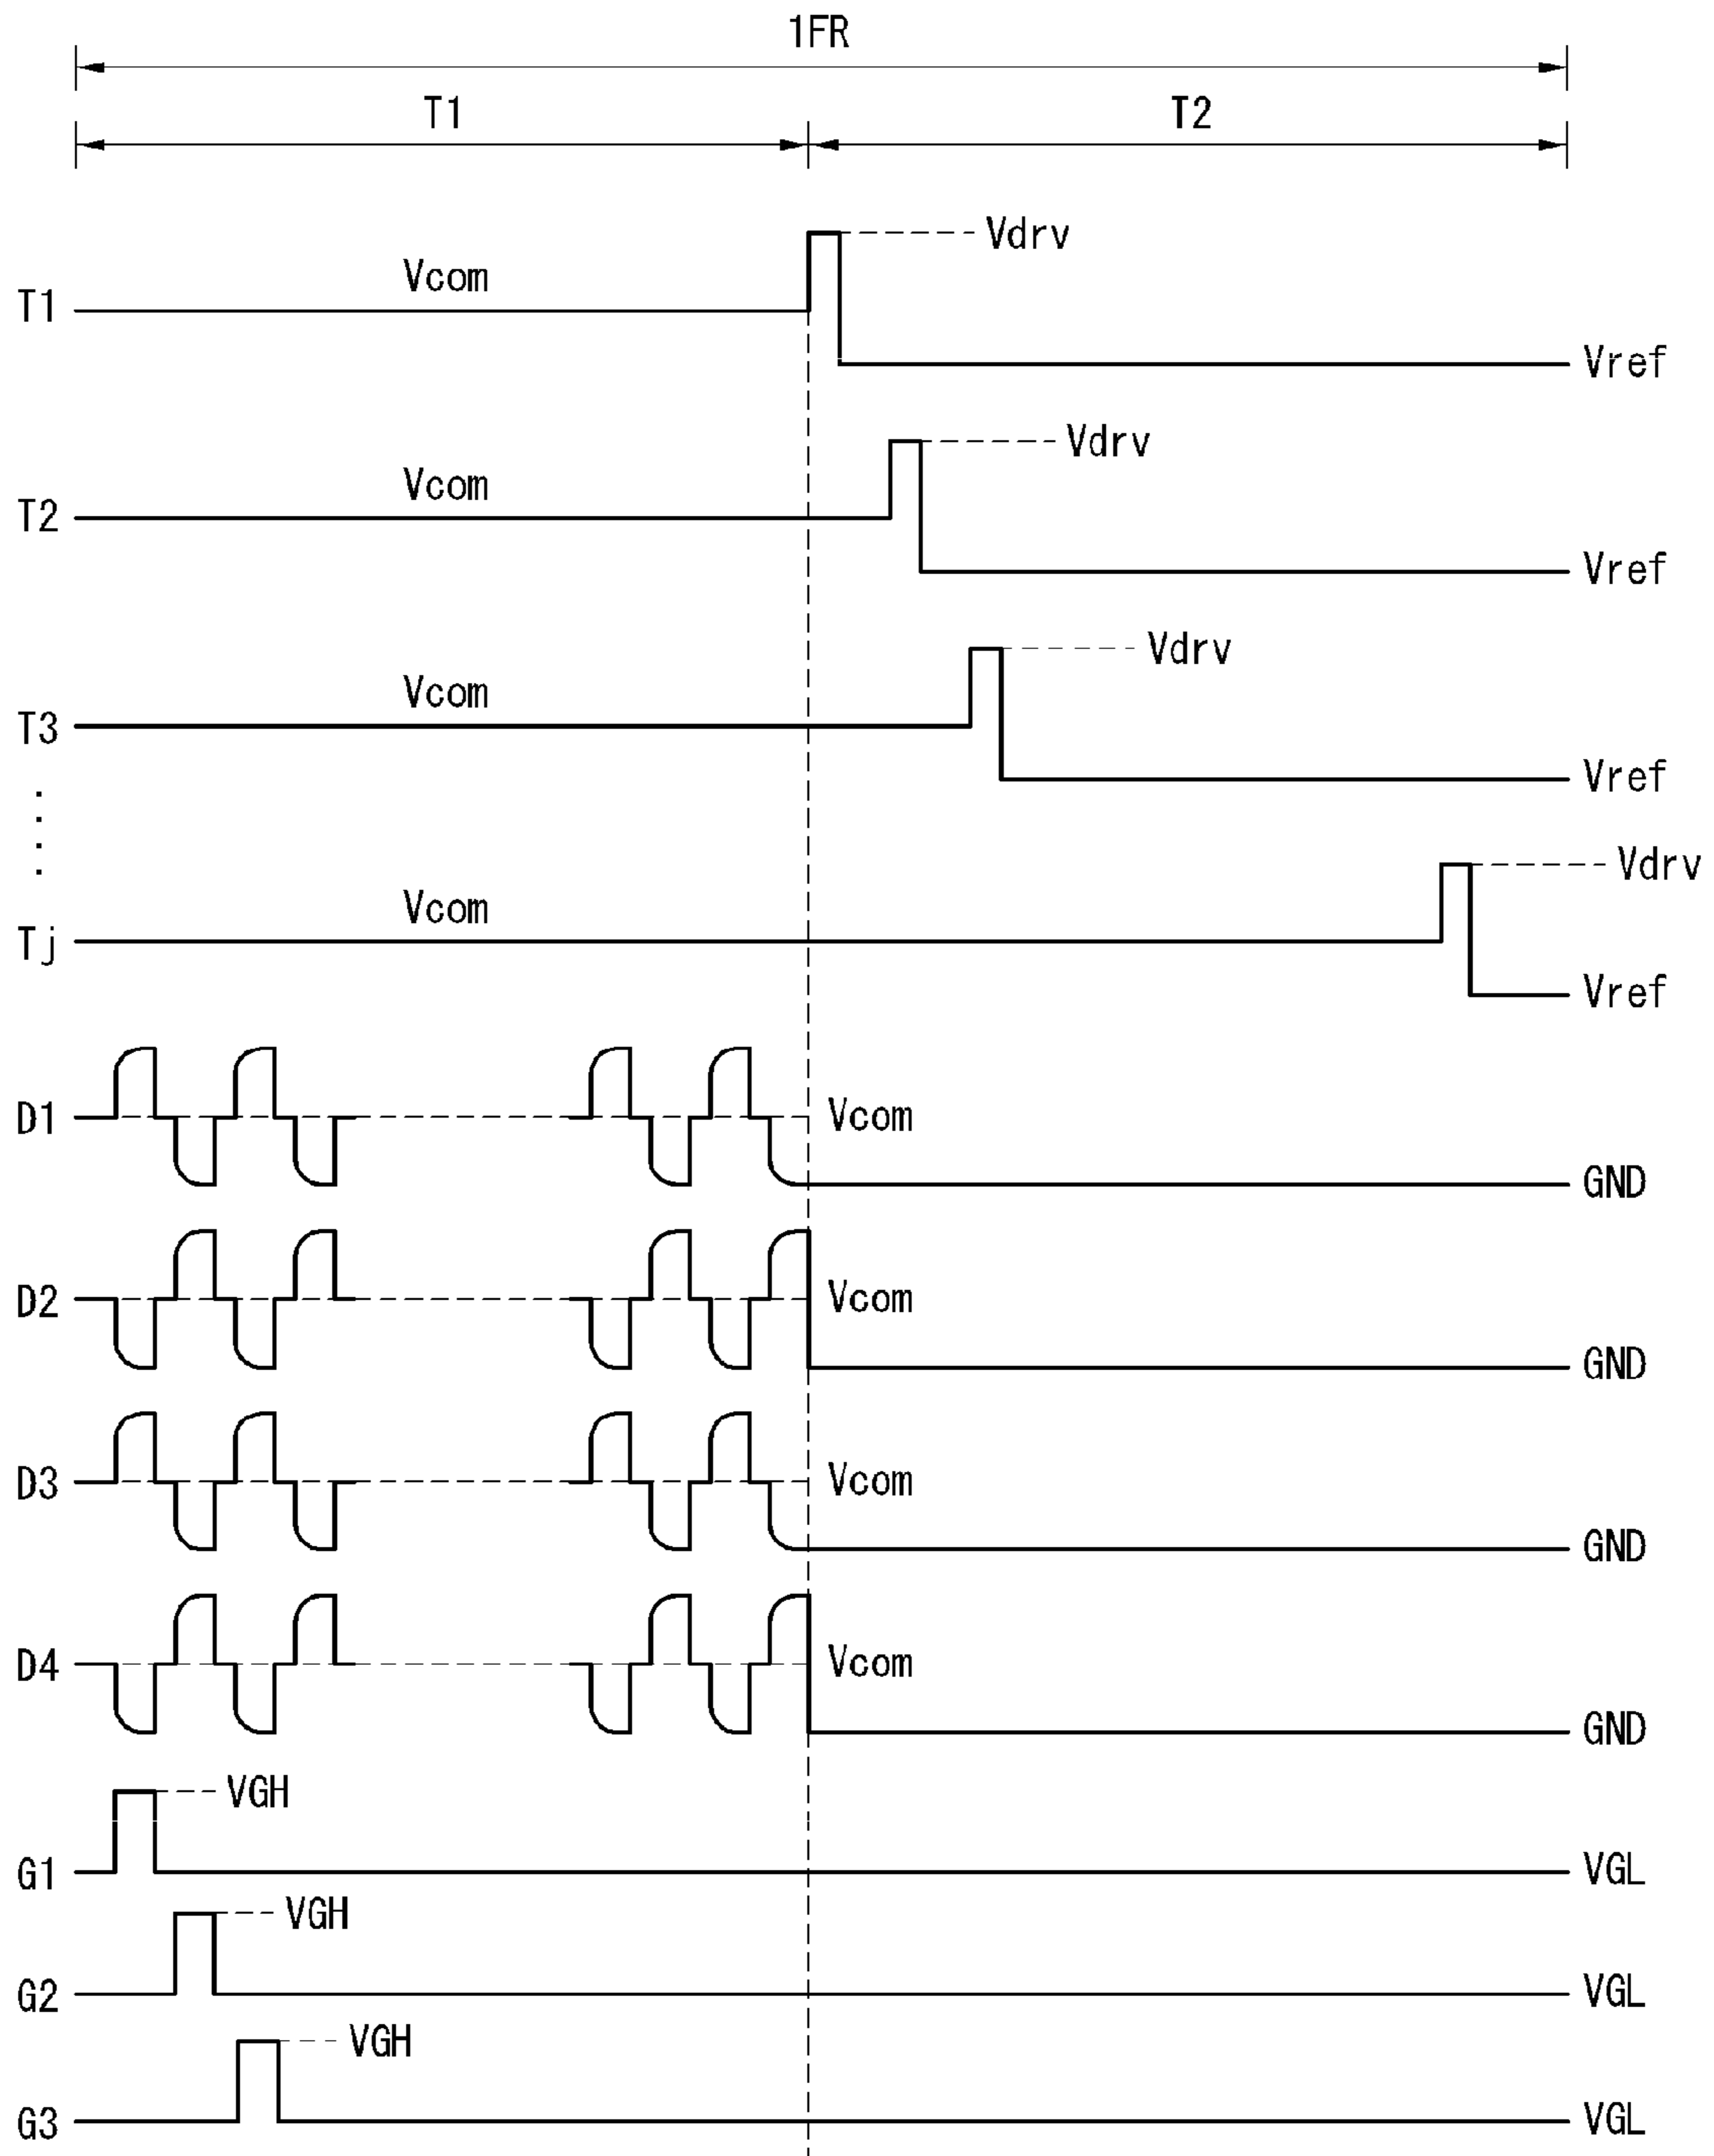 1FR
T1 T2
Vdrv
Vcom
T1
Vref
Vdrv
Vcom
T2
Vref
Vdrv
Vcom
T3
Vref
Vdrv
Vcom
Tj
Vref
D1 Vcom
GND
D2 Vcom
GND
D3 Vcom
GND
D4 Vcom
GND
VGH
G1 VGL
VGH
G2 VGL
VGH
G3 VGL